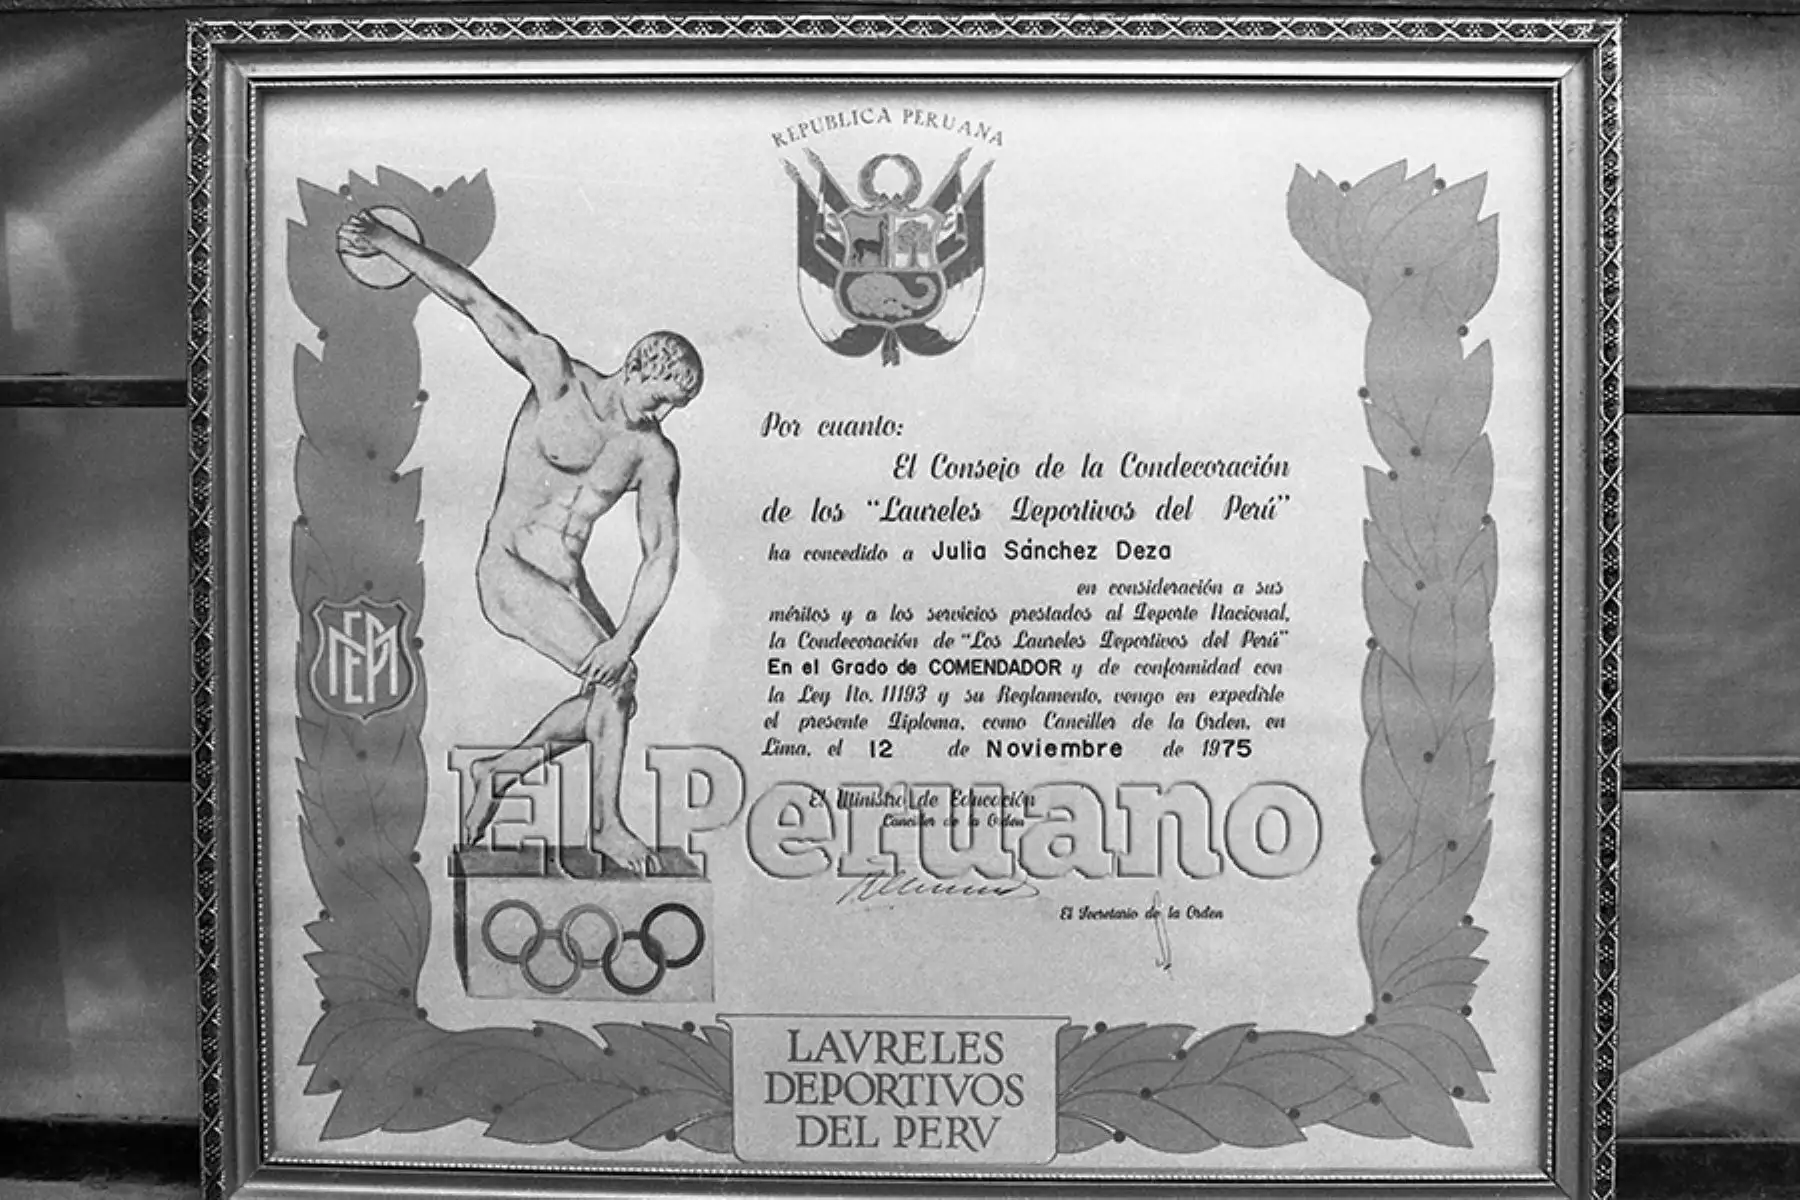 REPUBLICA PERUANA
Por cuanto:
El Consejo de la Condecoración
de los "Laureles Deportivos del Perú"
ha concedido a Julia Sánchez Deza
en consideración a sus
méritos y a los servicios prestados al Deporte Nacional,
la Condecoración de "Los Laureles Deportivos del Perú"
En el Grado de COMENDADOR y de conformidad con
la Ley No. 11193 y su Reglamento, vengo en expedirle
el presente Diploma, como Canciller de la Orden, en
Lima, el 12 de Noviembre de 1975
El Ministro de Educación
Canciller de la Orden
El Peruano
El Secretario de la Orden
LAVRELES
DEPORTIVOS
DEL PERV